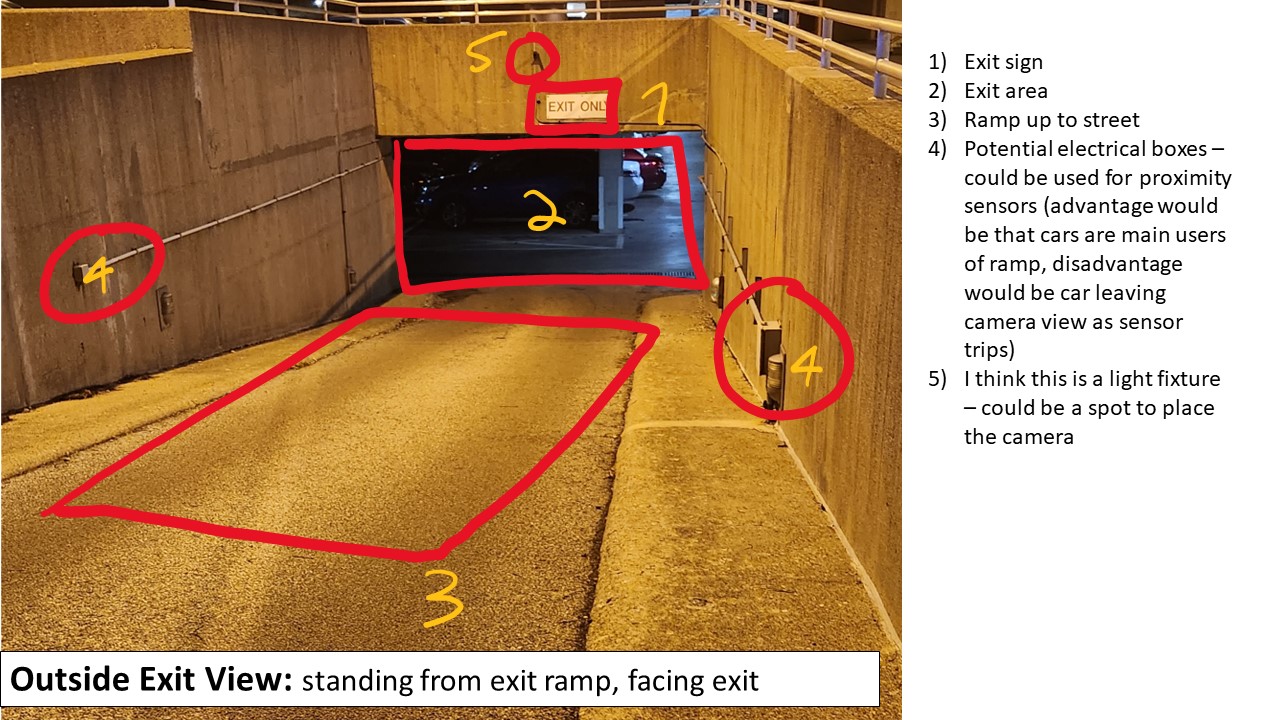 5
EXIT ONLY
1
2
4
4
3
1) Exit sign
2) Exit area
3) Ramp up to street
4) Potential electrical boxes –
could be used for proximity
sensors (advantage would
be that cars are main users
of ramp, disadvantage
would be car leaving
camera view as sensor
trips)
5) I think this is a light fixture
– could be a spot to place
the camera
Outside Exit View: standing from exit ramp, facing exit